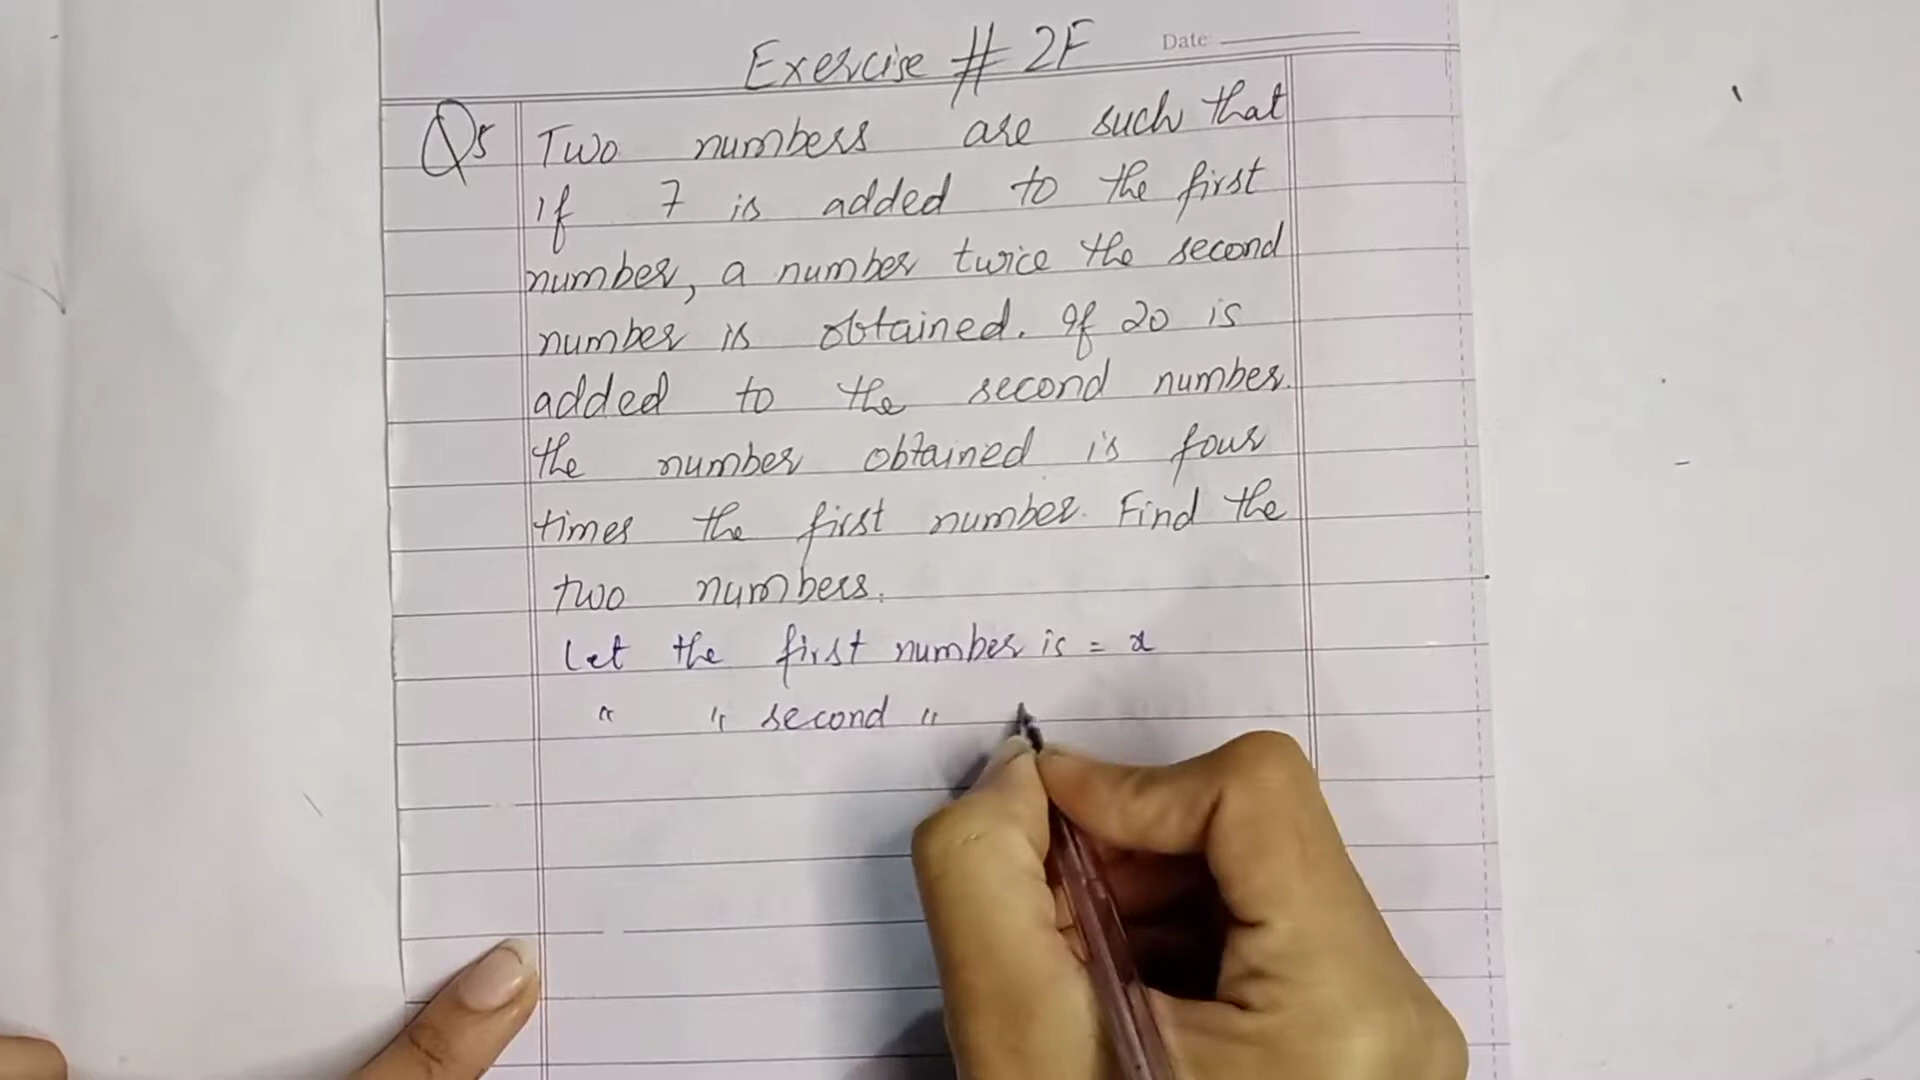 Exercise # 2F
Date
Q5 Two numbers are such that
if 7 is added to the first
number, a number twice the second
number is obtained. If 20 is
added to the second number.
the number obtained is four
times the first number. Find the
two numbers.
Let the first number is = x
" " second "